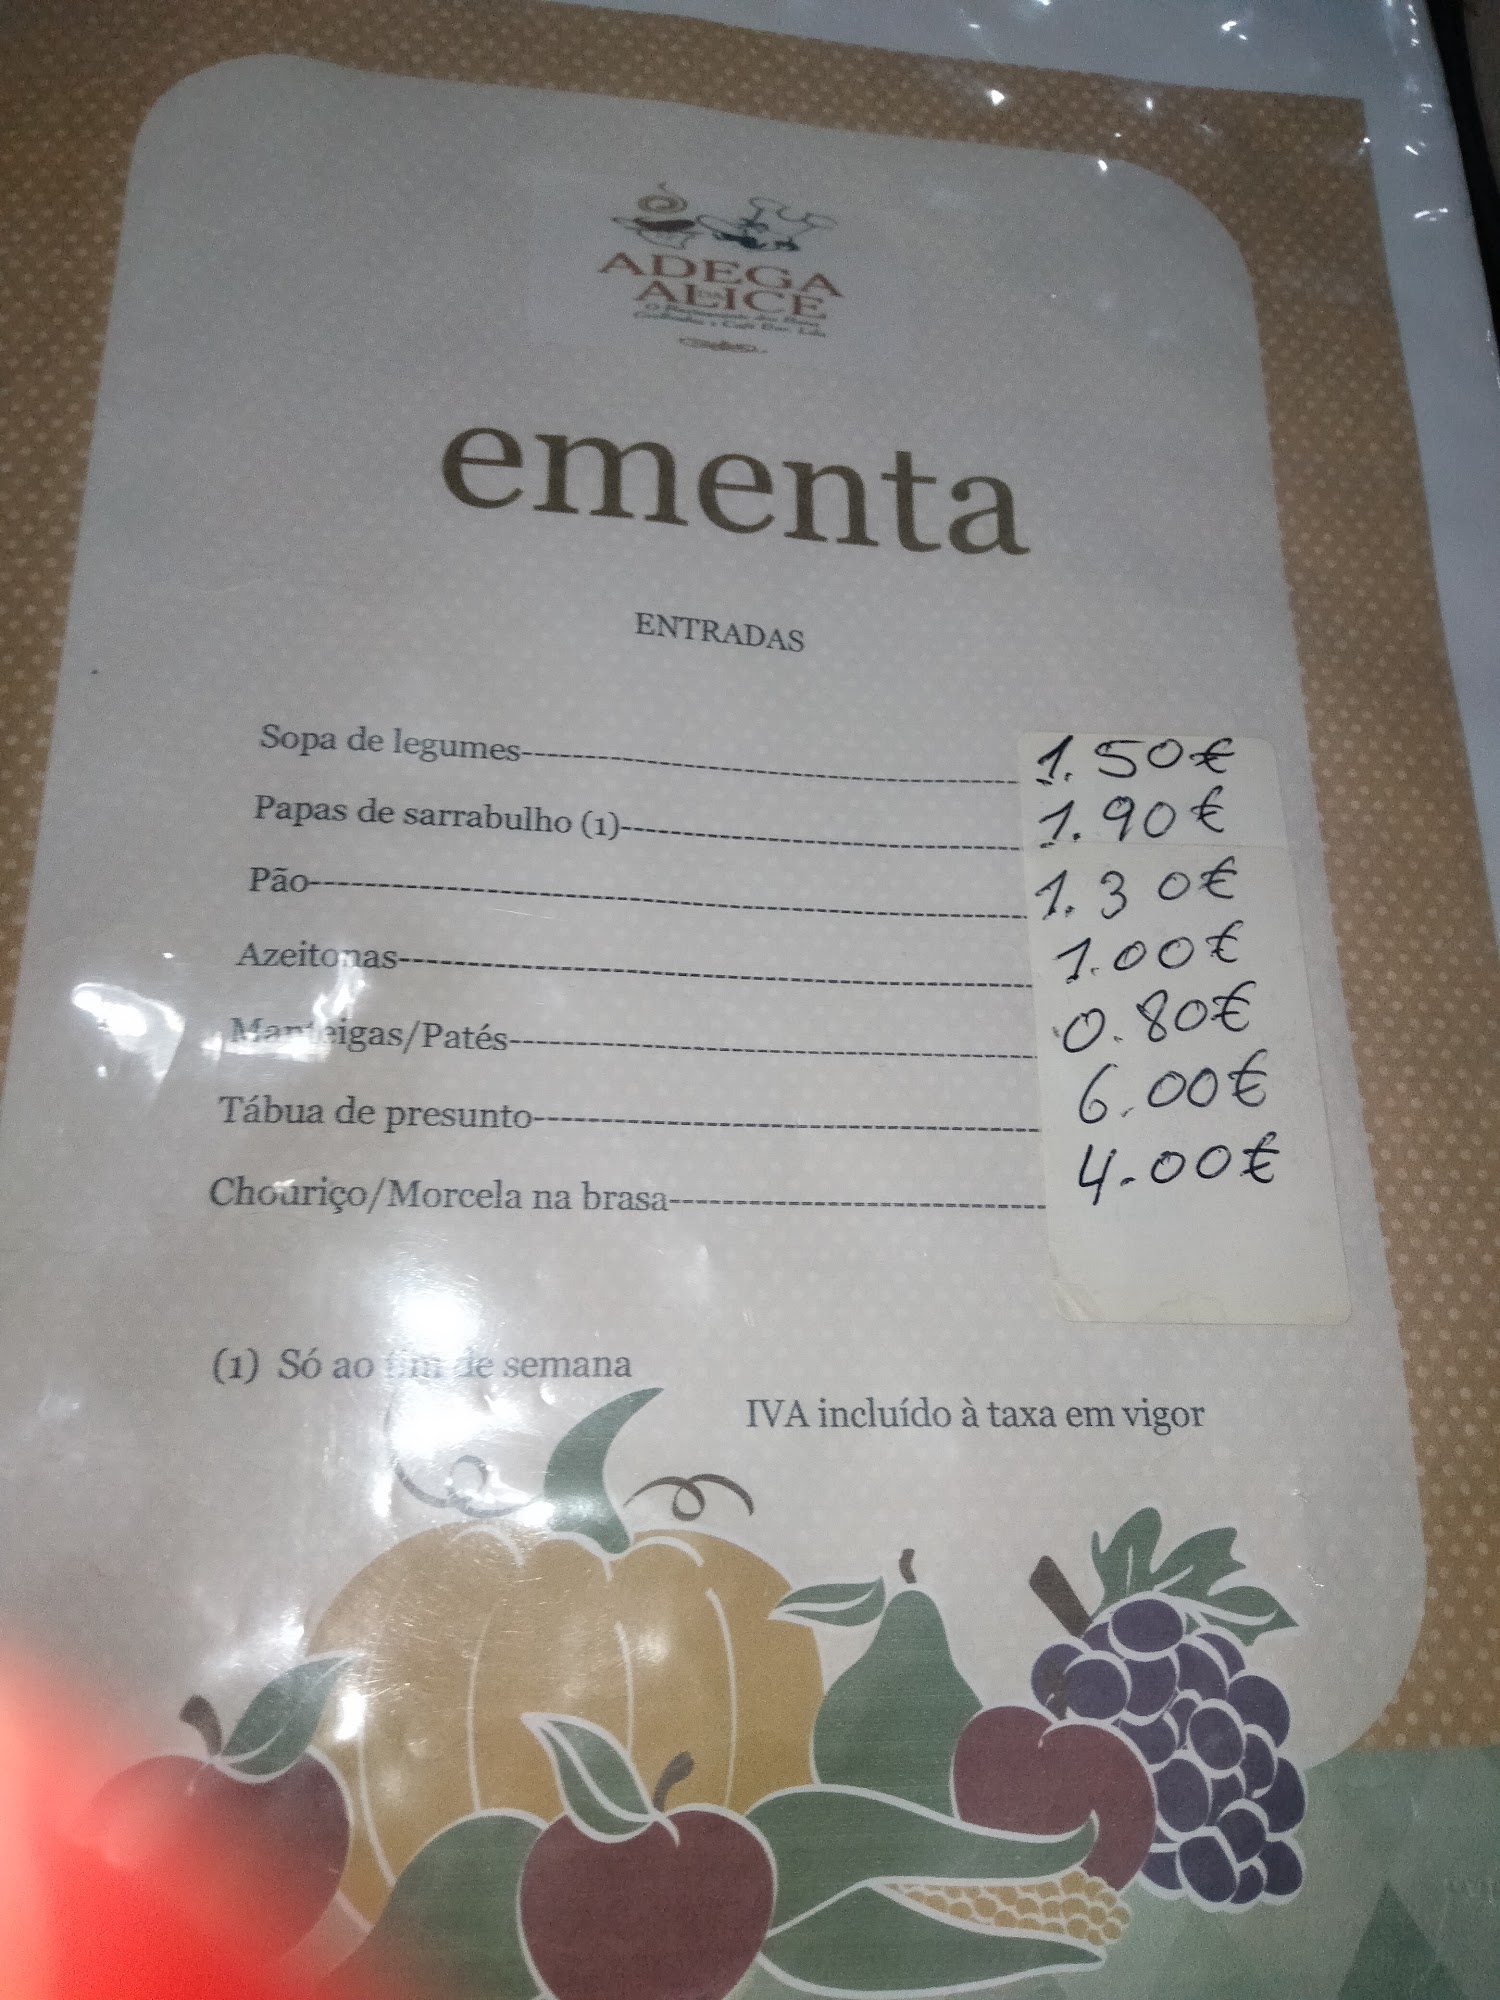 ADEGA
DA
ALICE
ementa
ENTRADAS
Sopa de legumes 1.50€
Papas de sarrabulho (1) 1.90€
Pão 1.30€
Azeitonas 1.00€
Manteigas/Patés 0.80€
Tábua de presunto 6.00€
Chouriço/Morcela na brasa 4.00€
(1) Só ao fim de semana
IVA incluído à taxa em vigor